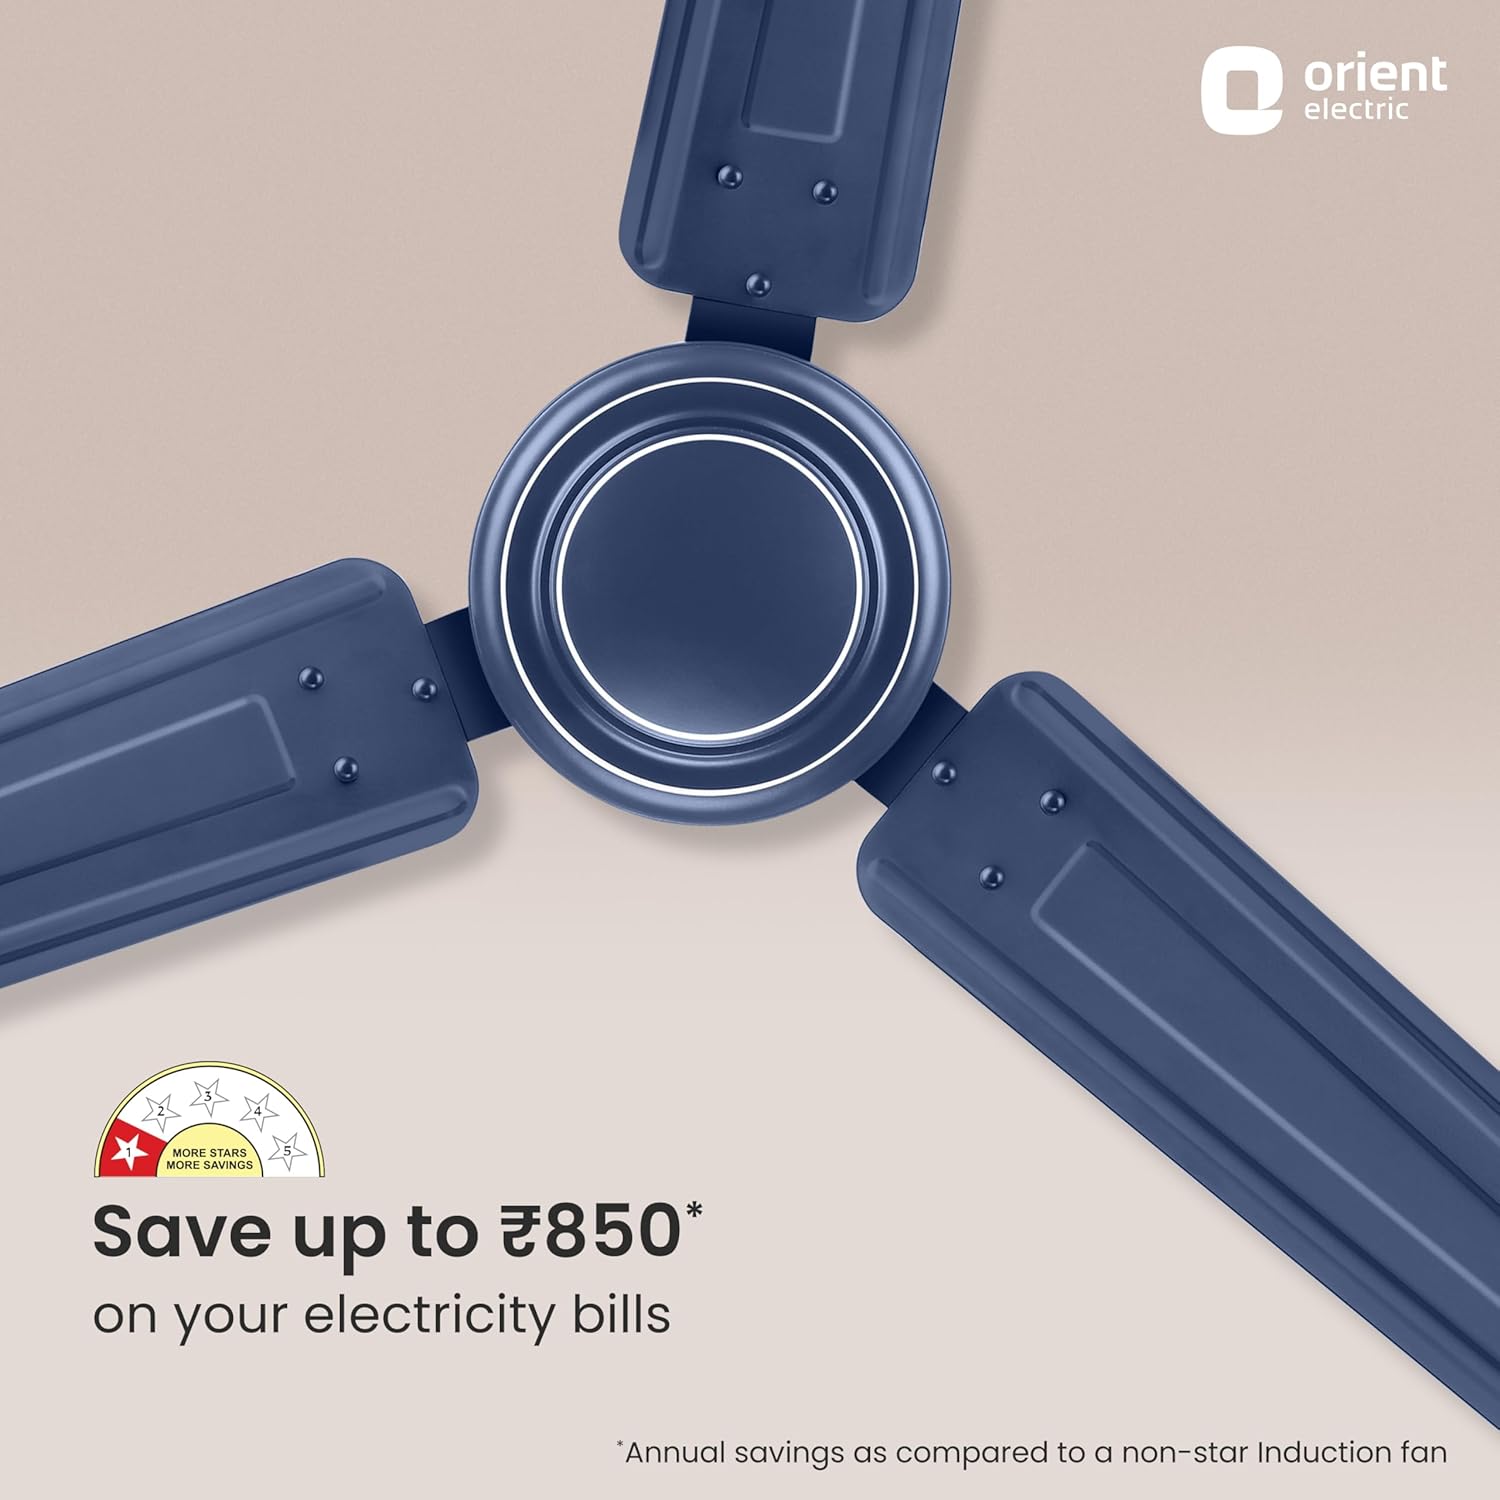 orient
electric
1 2 3 4 5
MORE STARS
MORE SAVINGS
Save up to ₹850*
on your electricity bills
*Annual savings as compared to a non-star Induction fan